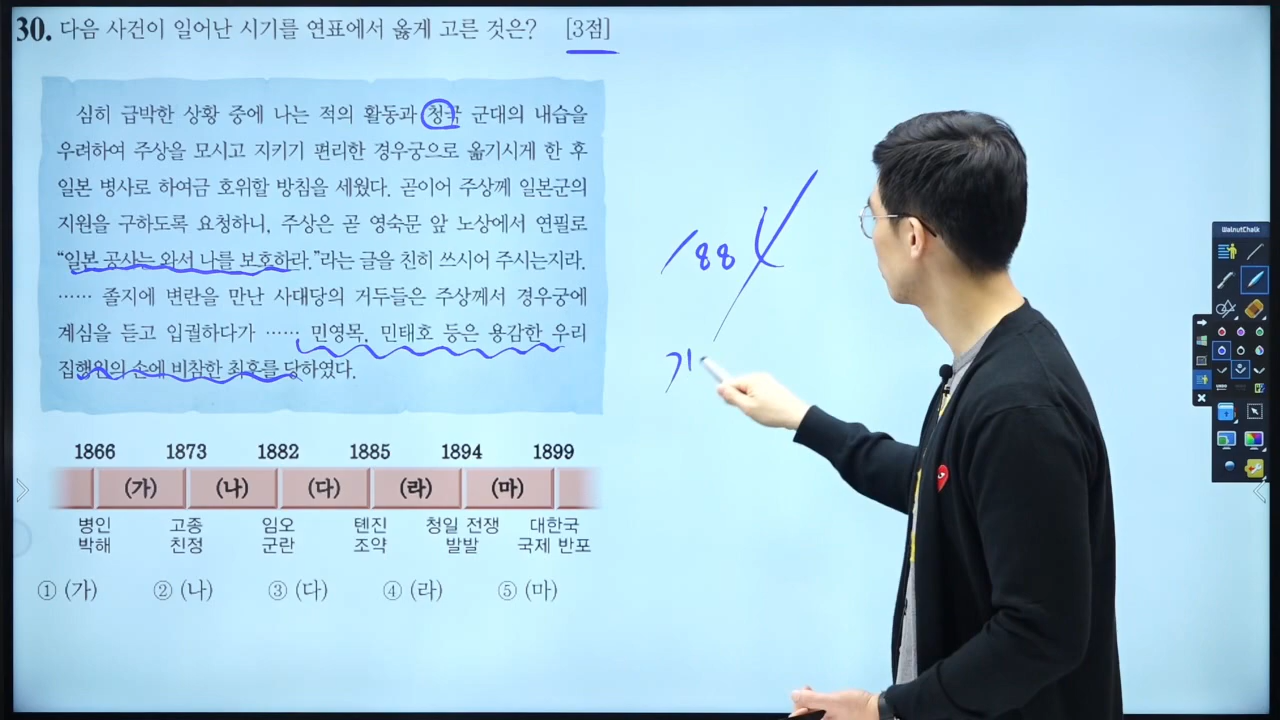 30. 다음 사건이 일어난 시기를 연표에서 옳게 고른 것은? [3점]
심히 급박한 상황 중에 나는 적의 활동과 청국 군대의 내습을
우려하여 주상을 모시고 지키기 편리한 경우궁으로 옮기시게 한 후
일본 병사로 하여금 호위할 방침을 세웠다. 곧이어 주상께 일본군의
지원을 구하도록 요청하니, 주상은 곧 영숙문 앞 노상에서 연필로
“일본 공사는 와서 나를 보호하라.”라는 글을 친히 쓰시어 주시는지라.
…… 졸지에 변란을 만난 사대당의 거두들은 주상께서 경우궁에
계심을 듣고 입궐하다가 …… 민영목, 민태호 등은 용감한 우리
집행원의 손에 비참한 최후를 당하였다.
1884
1866 1873 1882 1885 1894 1899
(가) (나) (다) (라) (마)
병인 고종 임오 톈진 청일 전쟁 대한국
박해 친정 군란 조약 발발 국제 반포
① (가) ② (나) ③ (다) ④ (라) ⑤ (마)
WalnutChalk